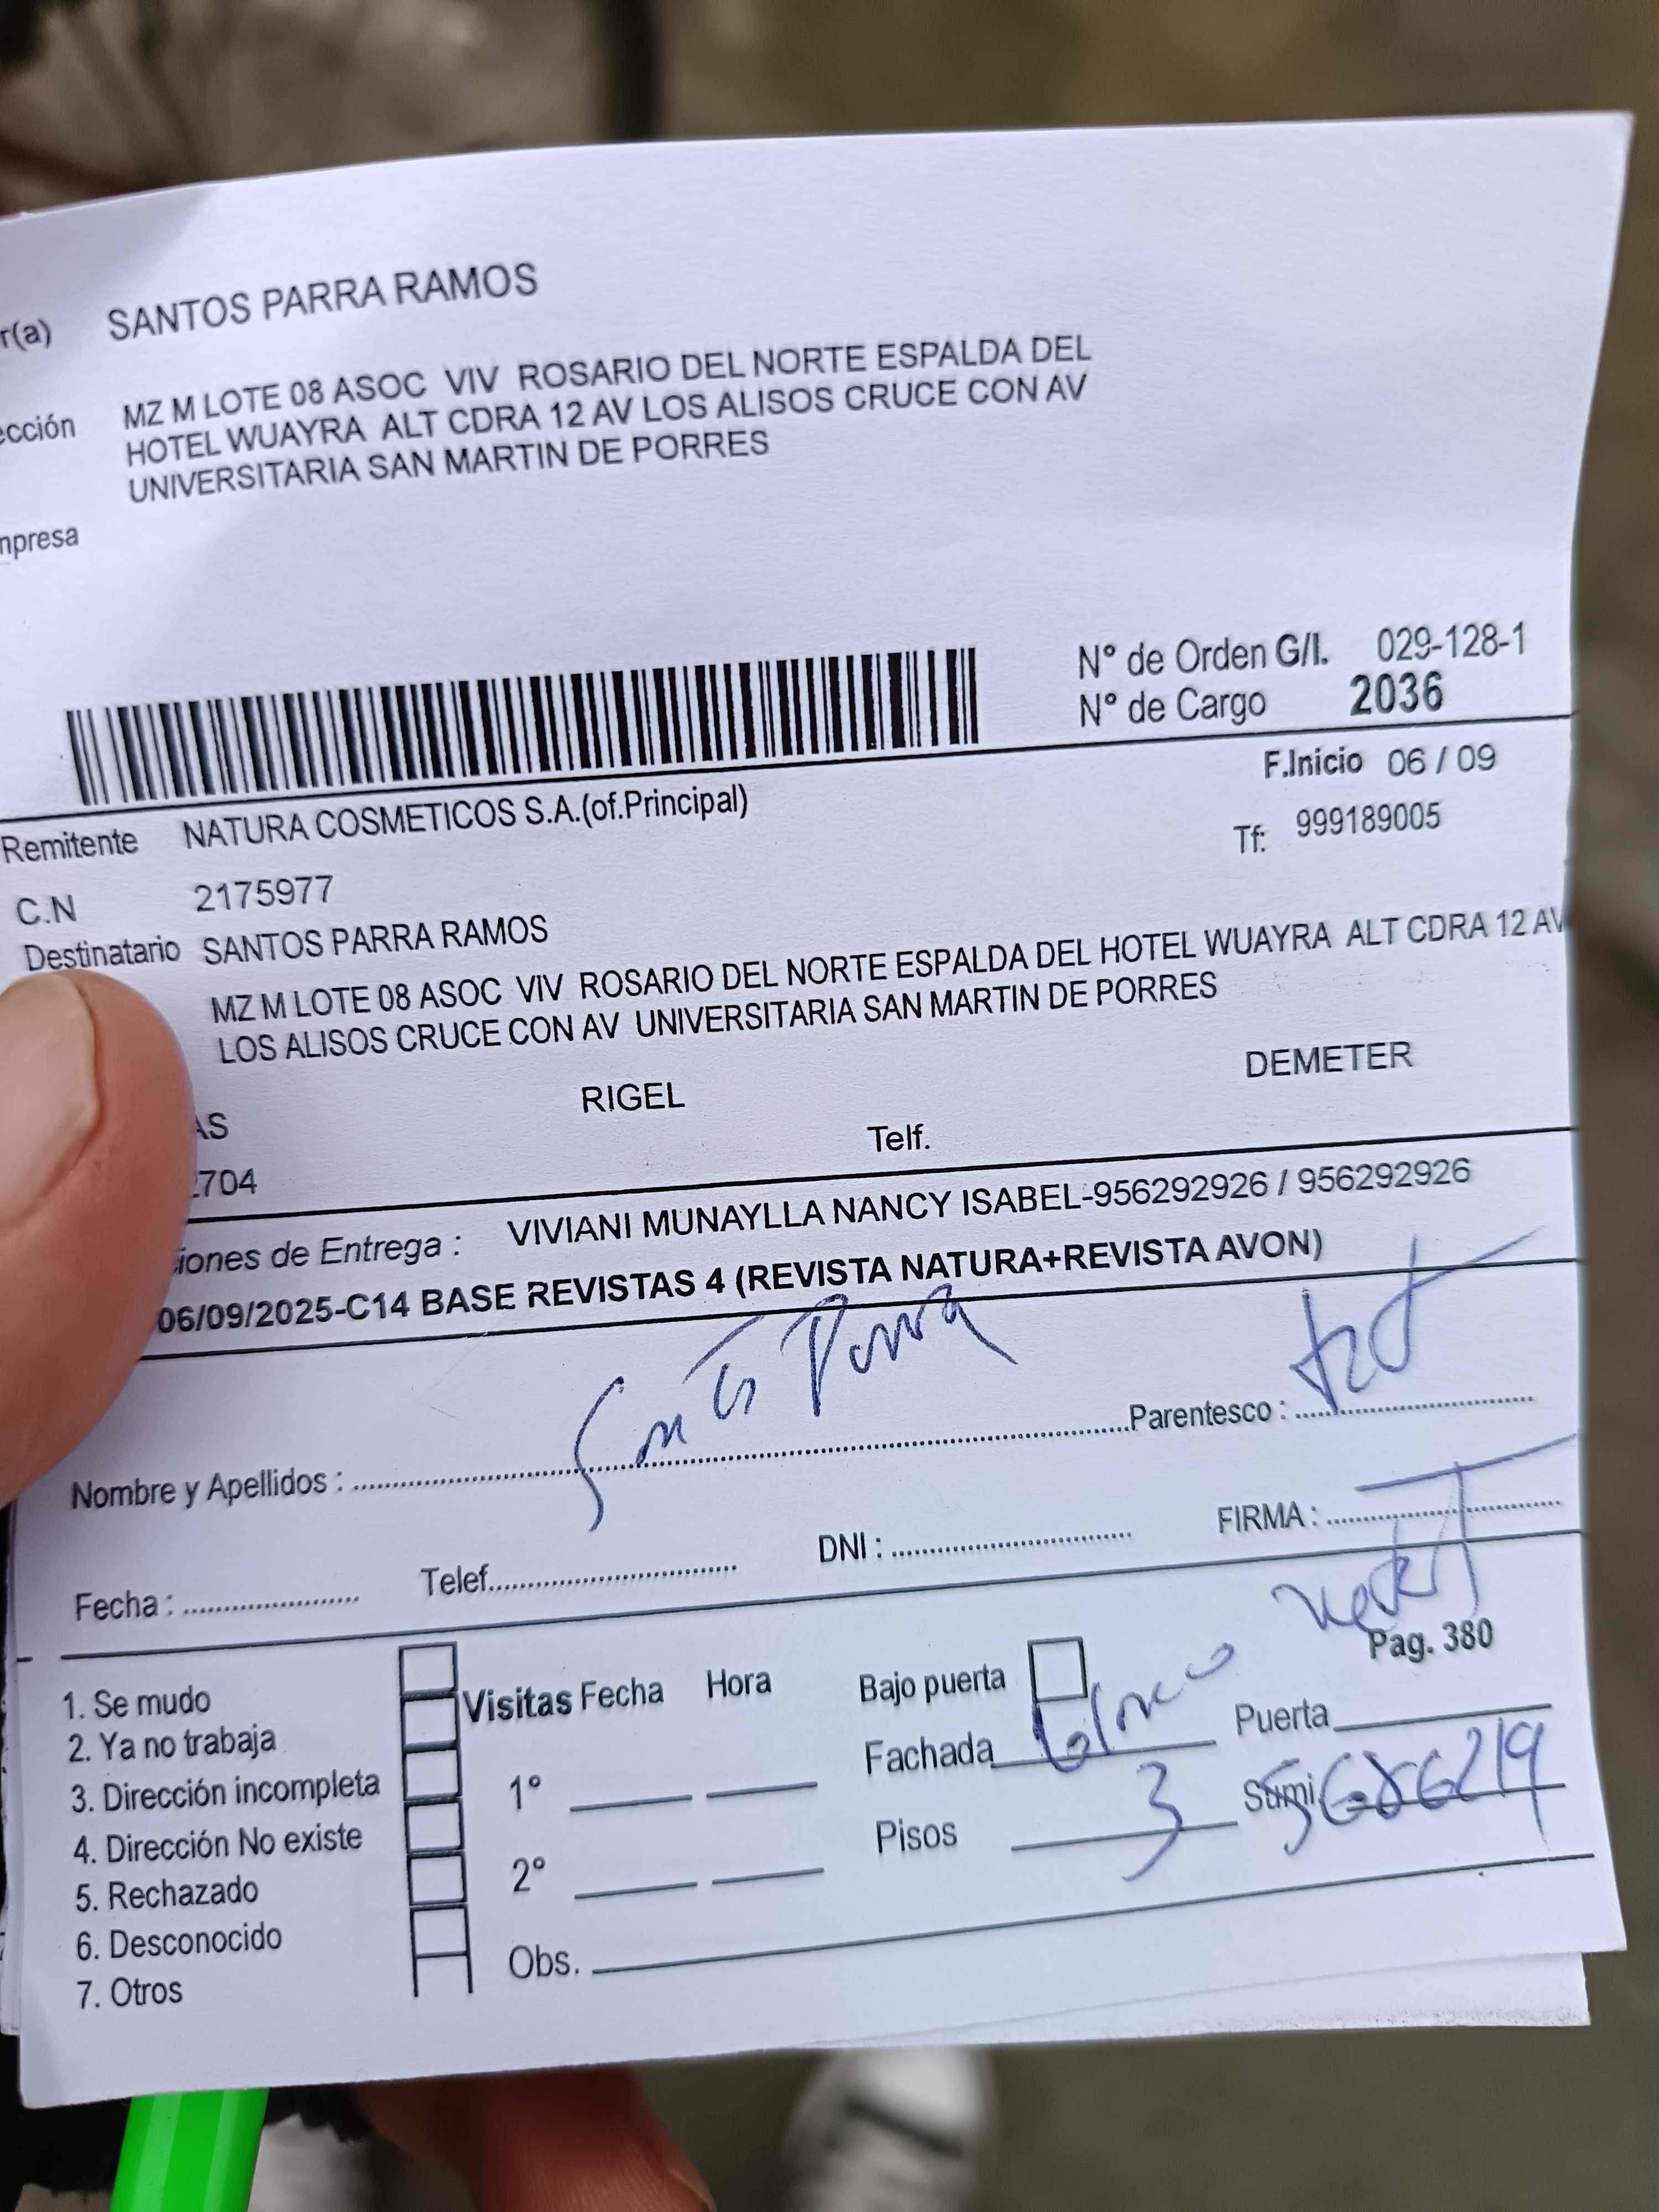 r(a) SANTOS PARRA RAMOS
ección MZ M LOTE 08 ASOC VIV ROSARIO DEL NORTE ESPALDA DEL
HOTEL WUAYRA ALT CDRA 12 AV LOS ALISOS CRUCE CON AV
UNIVERSITARIA SAN MARTIN DE PORRES
mpresa
N° de Orden G/I. 029-128-1
N° de Cargo 2036
F.Inicio 06 / 09
Remitente NATURA COSMETICOS S.A.(of.Principal)
Tf: 999189005
C.N 2175977
Destinatario SANTOS PARRA RAMOS
MZ M LOTE 08 ASOC VIV ROSARIO DEL NORTE ESPALDA DEL HOTEL WUAYRA ALT CDRA 12 AV
LOS ALISOS CRUCE CON AV UNIVERSITARIA SAN MARTIN DE PORRES
AS RIGEL DEMETER
704 Telf.
iones de Entrega : VIVIANI MUNAYLLA NANCY ISABEL-956292926 / 956292926
06/09/2025-C14 BASE REVISTAS 4 (REVISTA NATURA+REVISTA AVON)
Nombre y Apellidos : Santos Parra Parentesco :
Fecha : Telef. DNI : FIRMA :
Pag. 380
1. Se mudo
2. Ya no trabaja
3. Dirección incompleta
4. Dirección No existe
5. Rechazado
6. Desconocido
7. Otros
Visitas Fecha Hora
1°
2°
Obs.
Bajo puerta
Fachada blanco Puerta
Pisos 3 Sumi.